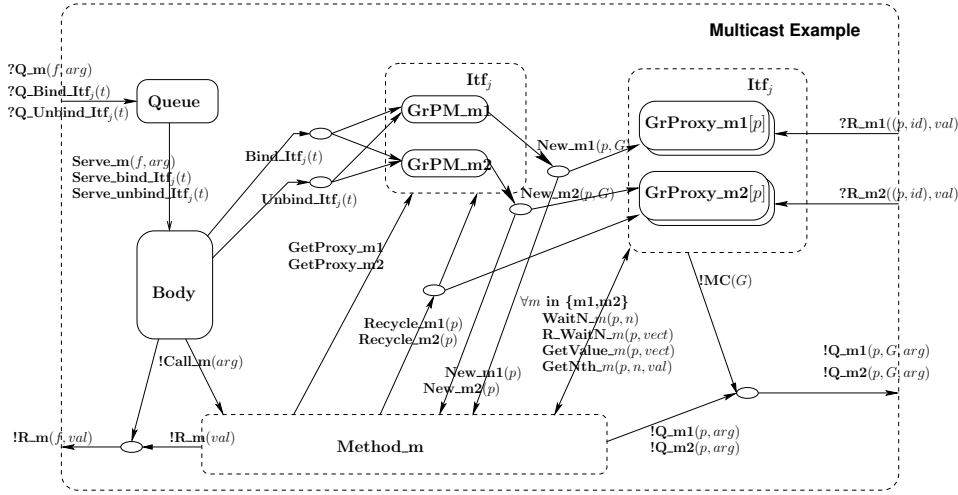 Multicast Example
?Q_m(f, arg)
?Q_Bind_Itf_j(t)
?Q_Unbind_Itf_j(t)
Queue
Itf_j
GrPM_m1
GrPM_m2
Itf_j
GrProxy_m1[p]
GrProxy_m2[p]
?R_m1((p, id), val)
?R_m2((p, id), val)
New_m1(p, G)
New_m2(p, G)
Bind_Itf_j(t)
Unbind_Itf_j(t)
Serve_m(f, arg)
Serve_bind_Itf_j(t)
Serve_unbind_Itf_j(t)
GetProxy_m1
GetProxy_m2
Body
!MC(G)
∀m in {m1,m2}
WaitN_m(p, n)
R_WaitN_m(p, vect)
GetValue_m(p, vect)
GetNth_m(p, n, val)
Recycle_m1(p)
Recycle_m2(p)
New_m1(p)
New_m2(p)
!Call_m(arg)
!Q_m1(p, G, arg)
!Q_m2(p, G, arg)
!R_m(f, val)
!R_m(val)
Method_m
!Q_m1(p, arg)
!Q_m2(p, arg)